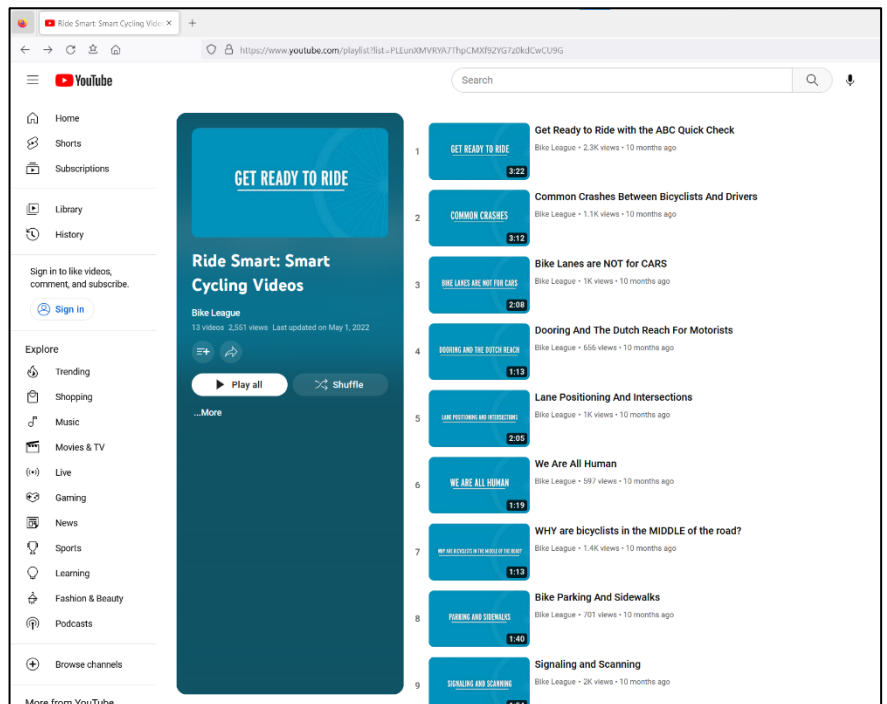 Ride Smart: Smart Cycling Vide
https://www.youtube.com/playlist?list=PLEunXMVRYA7ThpCMXf92YG7z0kdCwCU9G
YouTube
Search
Home
Shorts
Subscriptions
Library
History
Sign in to like videos,
comment, and subscribe.
Sign in
Explore
Trending
Shopping
Music
Movies & TV
Live
Gaming
News
Sports
Learning
Fashion & Beauty
Podcasts
Browse channels
More from YouTube
GET READY TO RIDE
Ride Smart: Smart
Cycling Videos
Bike League
13 videos 2,551 views Last updated on May 1, 2022
Play all
Shuffle
...More
1
GET READY TO RIDE
3:22
Get Ready to Ride with the ABC Quick Check
Bike League • 2.3K views • 10 months ago
2
COMMON CRASHES
3:12
Common Crashes Between Bicyclists And Drivers
Bike League • 1.1K views • 10 months ago
3
BIKE LANES ARE NOT FOR CARS
2:08
Bike Lanes are NOT for CARS
Bike League • 1K views • 10 months ago
4
DOORING AND THE DUTCH REACH
1:13
Dooring And The Dutch Reach For Motorists
Bike League • 656 views • 10 months ago
5
LANE POSITIONING AND INTERSECTIONS
2:05
Lane Positioning And Intersections
Bike League • 1K views • 10 months ago
6
WE ARE ALL HUMAN
1:19
We Are All Human
Bike League • 597 views • 10 months ago
7
WHY ARE BICYCLISTS IN THE MIDDLE OF THE ROAD?
1:13
WHY are bicyclists in the MIDDLE of the road?
Bike League • 1.4K views • 10 months ago
8
PARKING AND SIDEWALKS
1:40
Bike Parking And Sidewalks
Bike League • 701 views • 10 months ago
9
SIGNALING AND SCANNING
Signaling and Scanning
Bike League • 2K views • 10 months ago